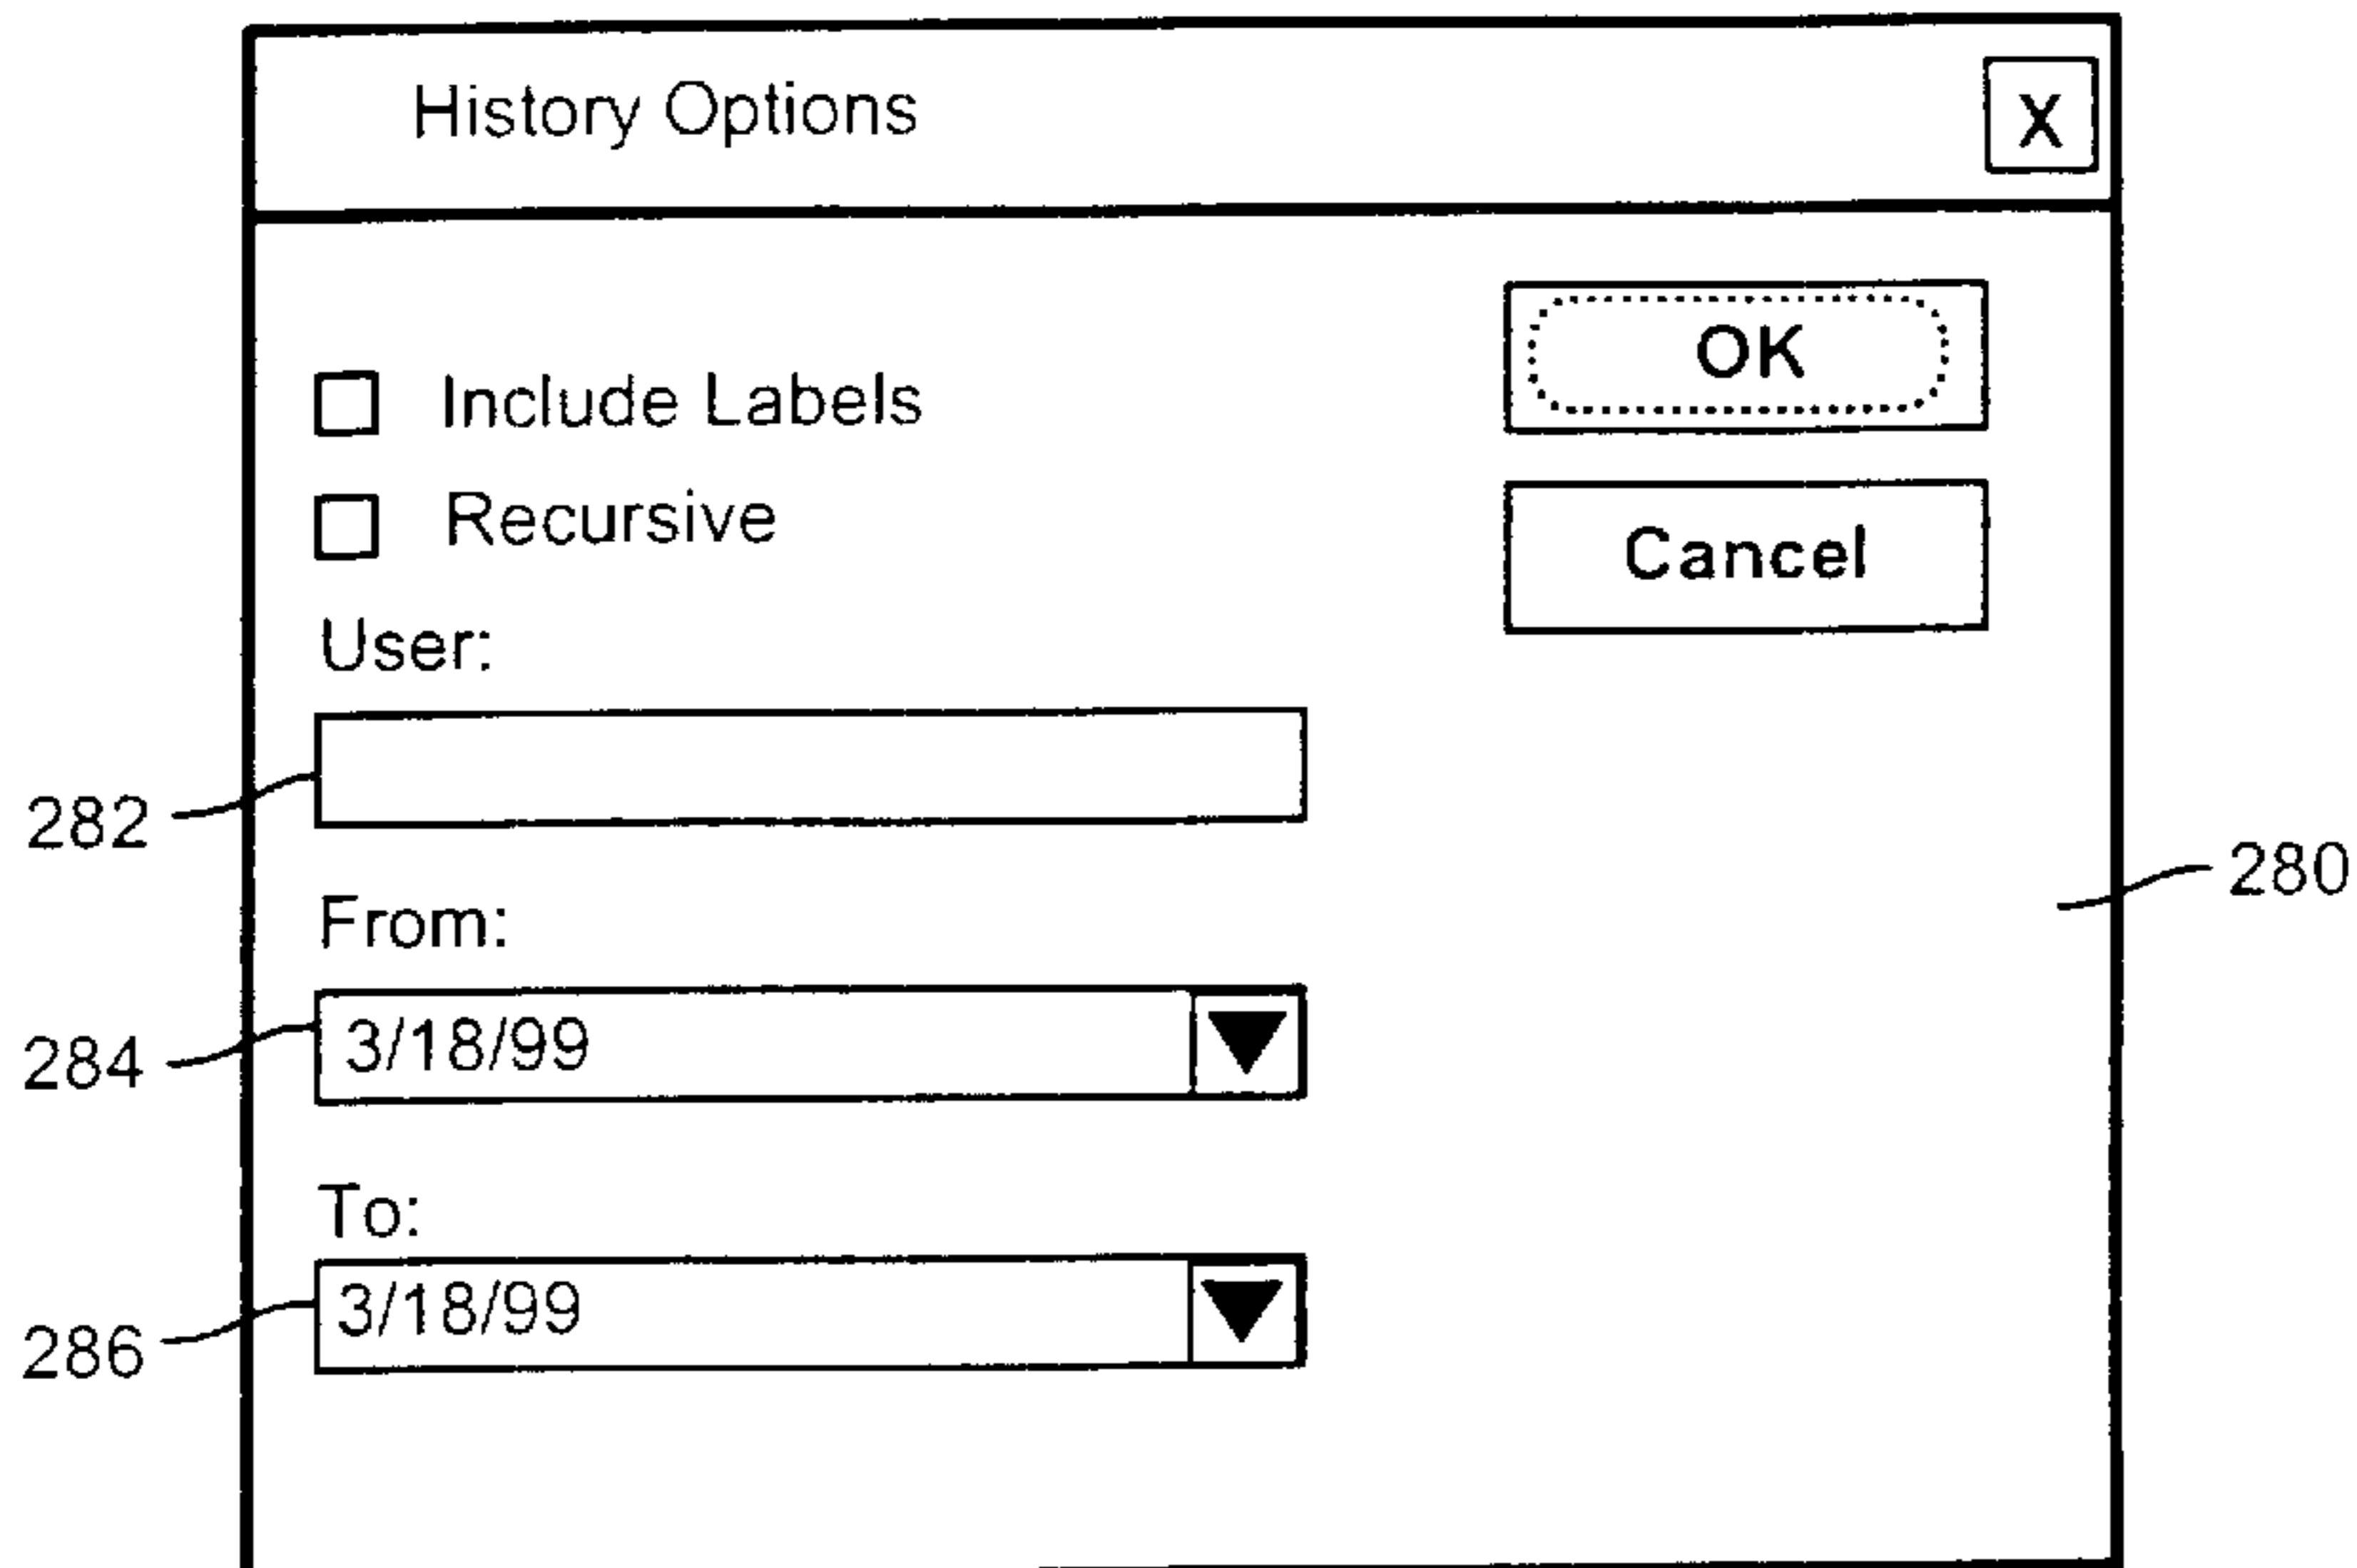 History Options X
OK
Include Labels
Recursive
Cancel
User:
282
280
From:
284 3/18/99
To:
286 3/18/99